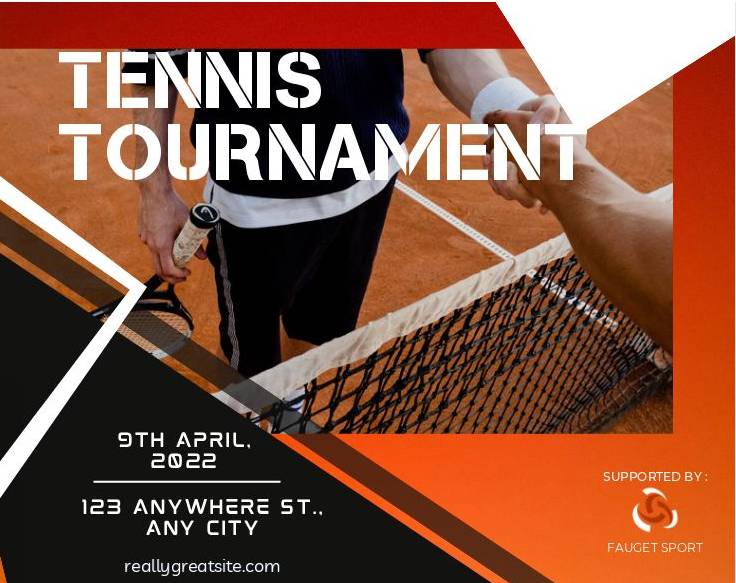 TENNIS
TOURNAMENT
9TH APRIL,
2022
123 ANYWHERE ST.,
ANY CITY
reallygreatsite.com
SUPPORTED BY :
FAUGET SPORT